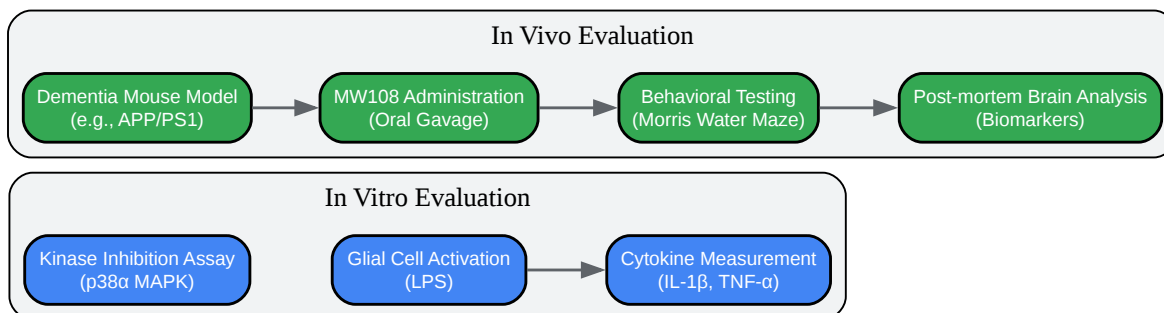 In Vivo Evaluation
Dementia Mouse Model
(e.g., APP/PS1)
MW108 Administration
(Oral Gavage)
Behavioral Testing
(Morris Water Maze)
Post-mortem Brain Analysis
(Biomarkers)
In Vitro Evaluation
Kinase Inhibition Assay
(p38α MAPK)
Glial Cell Activation
(LPS)
Cytokine Measurement
(IL-1β, TNF-α)